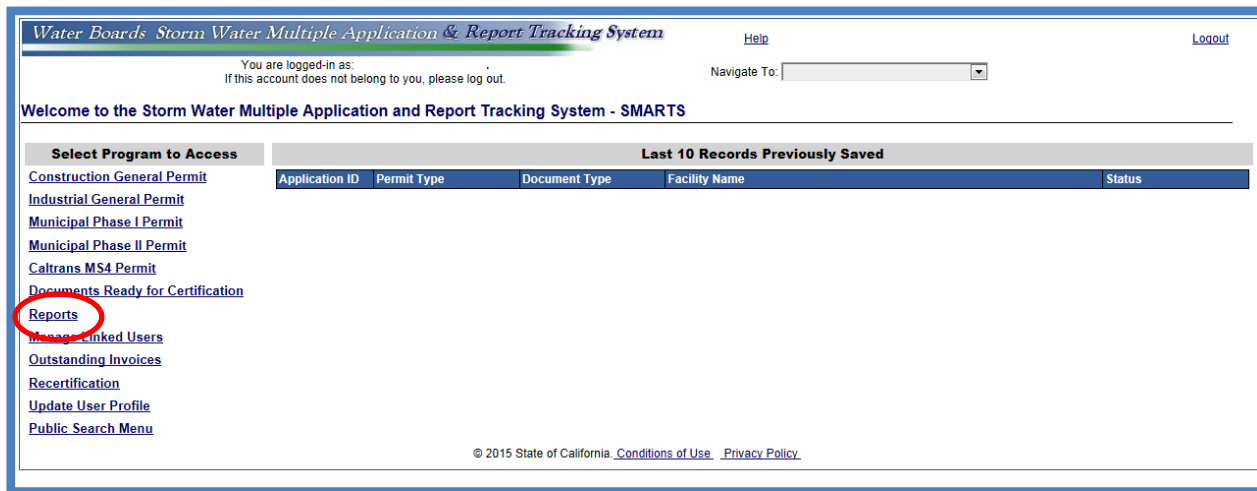 Water Boards Storm Water Multiple Application & Report Tracking System
Help
Logout
You are logged-in as: .
If this account does not belong to you, please log out.
Navigate To:
Welcome to the Storm Water Multiple Application and Report Tracking System - SMARTS
Select Program to Access
Last 10 Records Previously Saved
Construction General Permit
Application ID Permit Type Document Type Facility Name Status
Industrial General Permit
Municipal Phase I Permit
Municipal Phase II Permit
Caltrans MS4 Permit
Documents Ready for Certification
Reports
Manage Linked Users
Outstanding Invoices
Recertification
Update User Profile
Public Search Menu
© 2015 State of California. Conditions of Use Privacy Policy